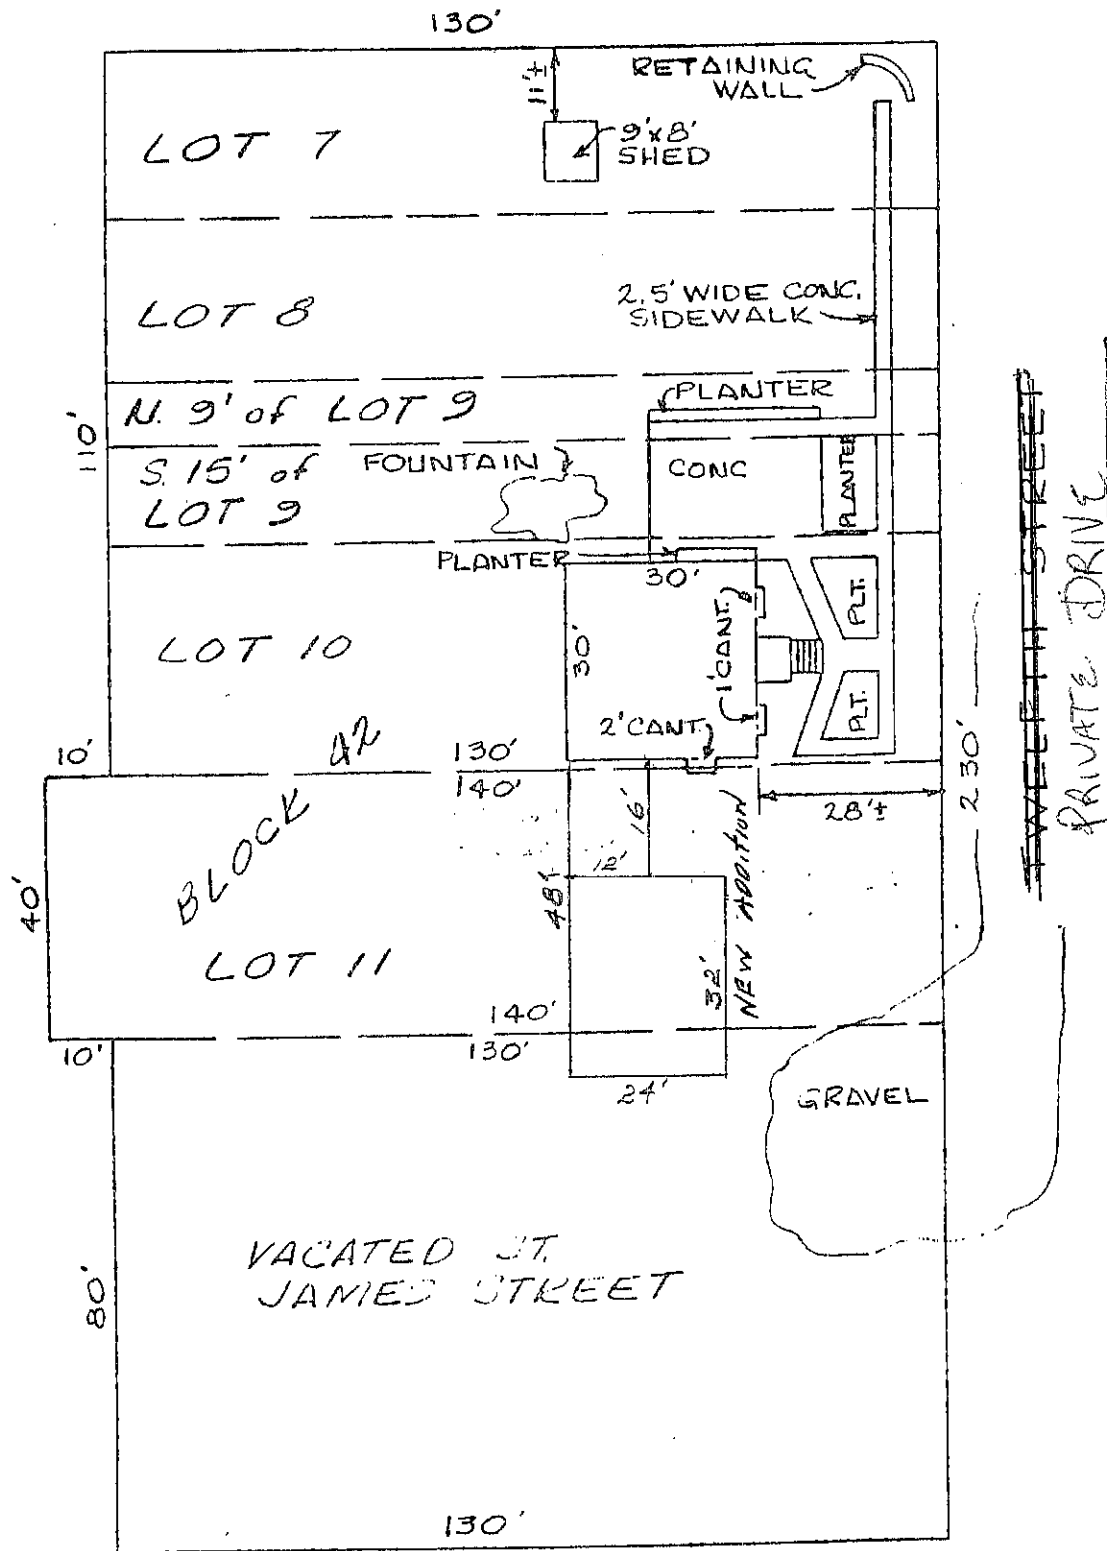 130'
11'±
RETAINING
WALL
LOT 7
9'x8'
SHED
LOT 8
2.5' WIDE CONC.
SIDEWALK
PLANTER
N. 9' of LOT 9
110'
S. 15' of
LOT 9
FOUNTAIN
CONC
PLANTER
PLANTER
30'
30'
LOT 10
1' CANT.
PLT.
PLT.
2' CANT.
10'
130'
140'
BLOCK 42
16'
12'
28'±
230'
TWELFTH STREET
PRIVATE DRIVE
40'
48'
NEW ADDITION
LOT 11
32'
140'
130'
10'
24'
GRAVEL
VACATED ST.
JAMES STREET
80'
130'